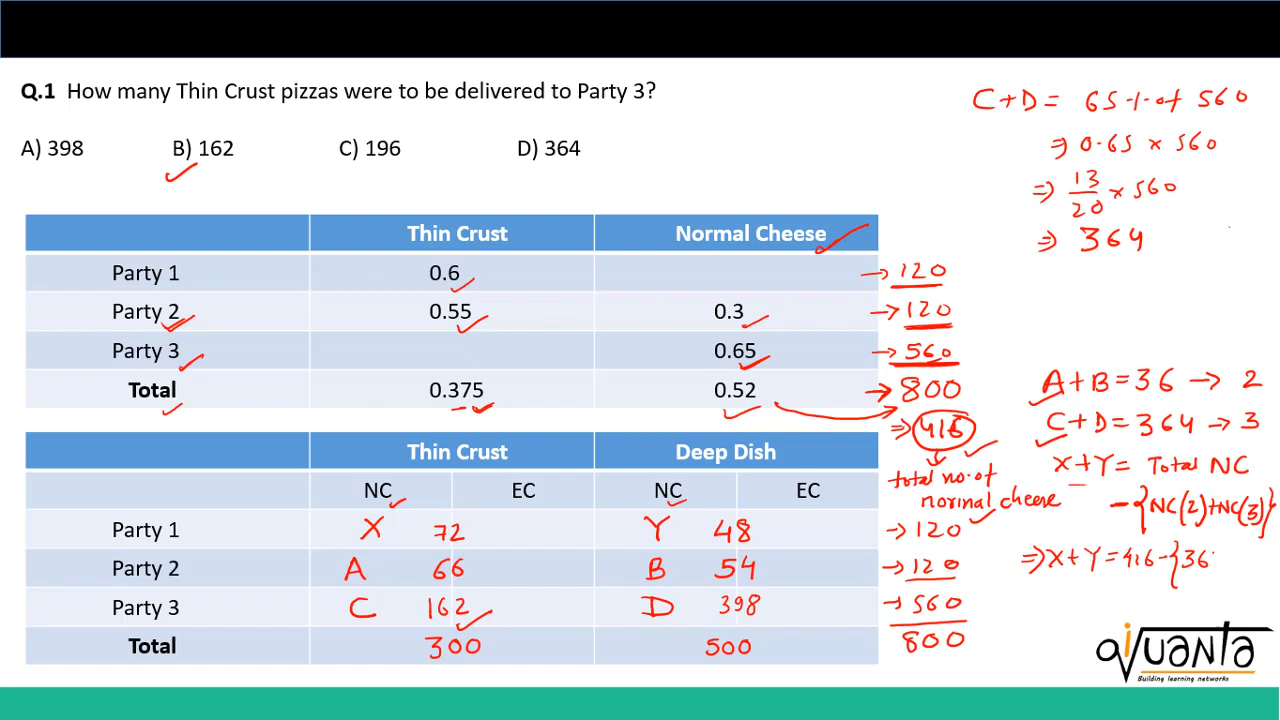 Q.1 How many Thin Crust pizzas were to be delivered to Party 3?
A) 398 B) 162 C) 196 D) 364
C+D = 65% of 560
⇒ 0.65 × 560
⇒ 13/20 × 560
⇒ 364
Thin Crust Normal Cheese
Party 1 0.6 → 120
Party 2 0.55 0.3 → 120
Party 3 0.65 → 560
Total 0.375 0.52 → 800
⇒ 416
total no. of
normal cheese
A+B = 36 → 2
C+D = 364 → 3
X+Y = Total NC
- {NC(2)+NC(3)}
⇒ X+Y = 416-{36
Thin Crust Deep Dish
NC EC NC EC
Party 1 X 72 Y 48 → 120
Party 2 A 66 B 54 → 120
Party 3 C 162 D 398 → 560
Total 300 500 800
QiUANTA
Building learning networks